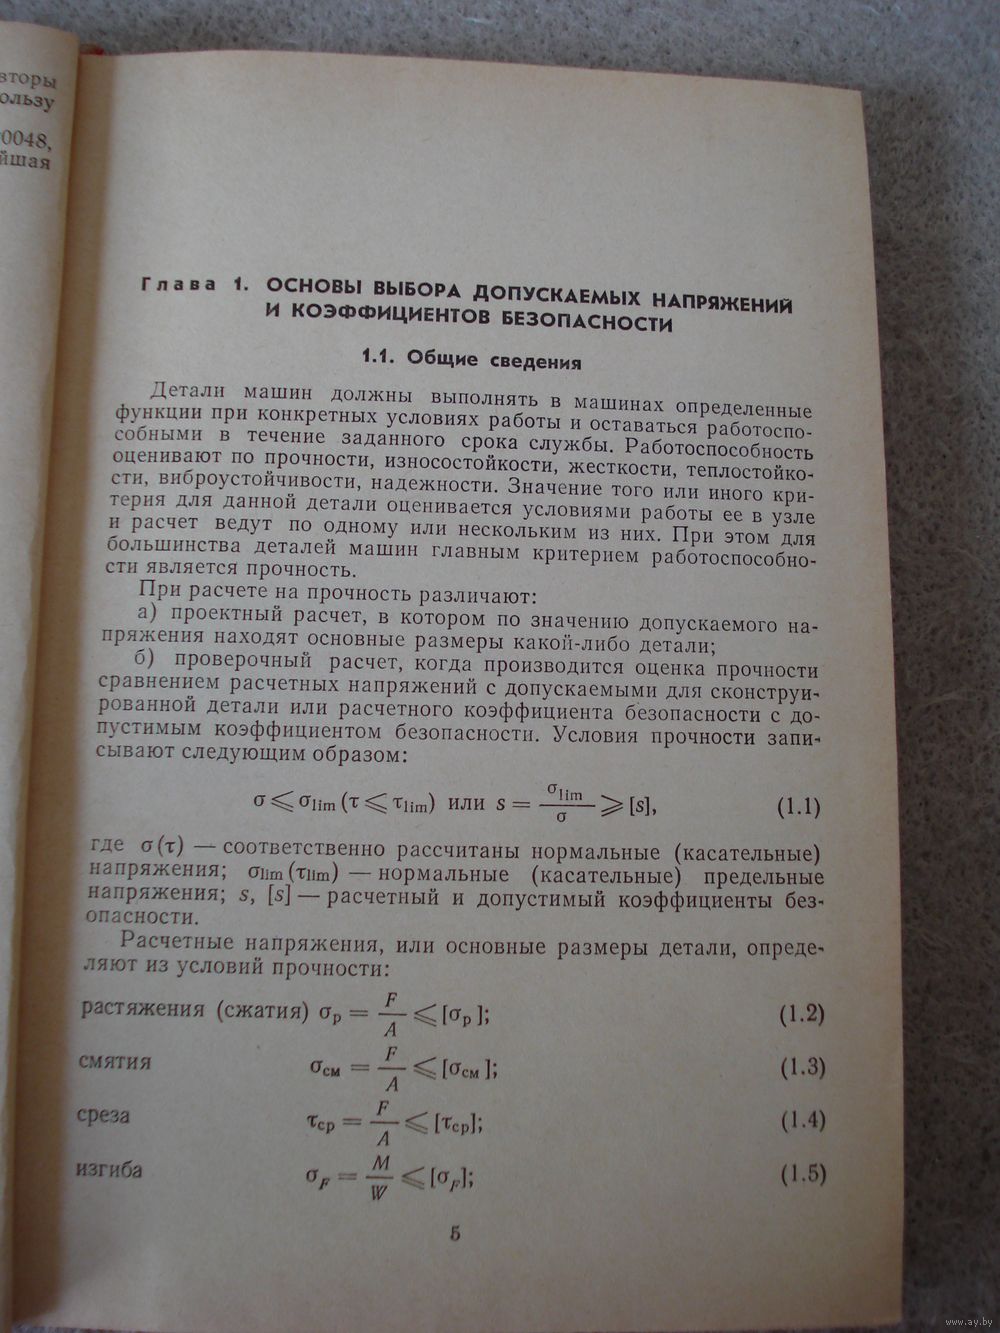 вторы
ользу
0048,
йшая
Глава 1. ОСНОВЫ ВЫБОРА ДОПУСКАЕМЫХ НАПРЯЖЕНИЙ
И КОЭФФИЦИЕНТОВ БЕЗОПАСНОСТИ
1.1. Общие сведения
Детали машин должны выполнять в машинах определенные
функции при конкретных условиях работы и оставаться работоспо-
собными в течение заданного срока службы. Работоспособность
оценивают по прочности, износостойкости, жесткости, теплостойко-
сти, виброустойчивости, надежности. Значение того или иного кри-
терия для данной детали оценивается условиями работы ее в узле
и расчет ведут по одному или нескольким из них. При этом для
большинства деталей машин главным критерием работоспособно-
сти является прочность.
При расчете на прочность различают:
а) проектный расчет, в котором по значению допускаемого на-
пряжения находят основные размеры какой-либо детали;
б) проверочный расчет, когда производится оценка прочности
сравнением расчетных напряжений с допускаемыми для сконструи-
рованной детали или расчетного коэффициента безопасности с до-
пустимым коэффициентом безопасности. Условия прочности запи-
сывают следующим образом:
σ ⩽ σlim (τ ⩽ τlim) или s = σlim/σ ⩾ [s], (1.1)
где σ (τ) — соответственно рассчитаны нормальные (касательные)
напряжения; σlim (τlim) — нормальные (касательные) предельные
напряжения; s, [s] — расчетный и допустимый коэффициенты без-
опасности.
Расчетные напряжения, или основные размеры детали, опреде-
ляют из условий прочности:
растяжения (сжатия) σр = F/A ⩽ [σр]; (1.2)
смятия σсм = F/A ⩽ [σсм]; (1.3)
среза τср = F/A ⩽ [τср]; (1.4)
изгиба σF = M/W ⩽ [σF]; (1.5)
5
www.ay.by